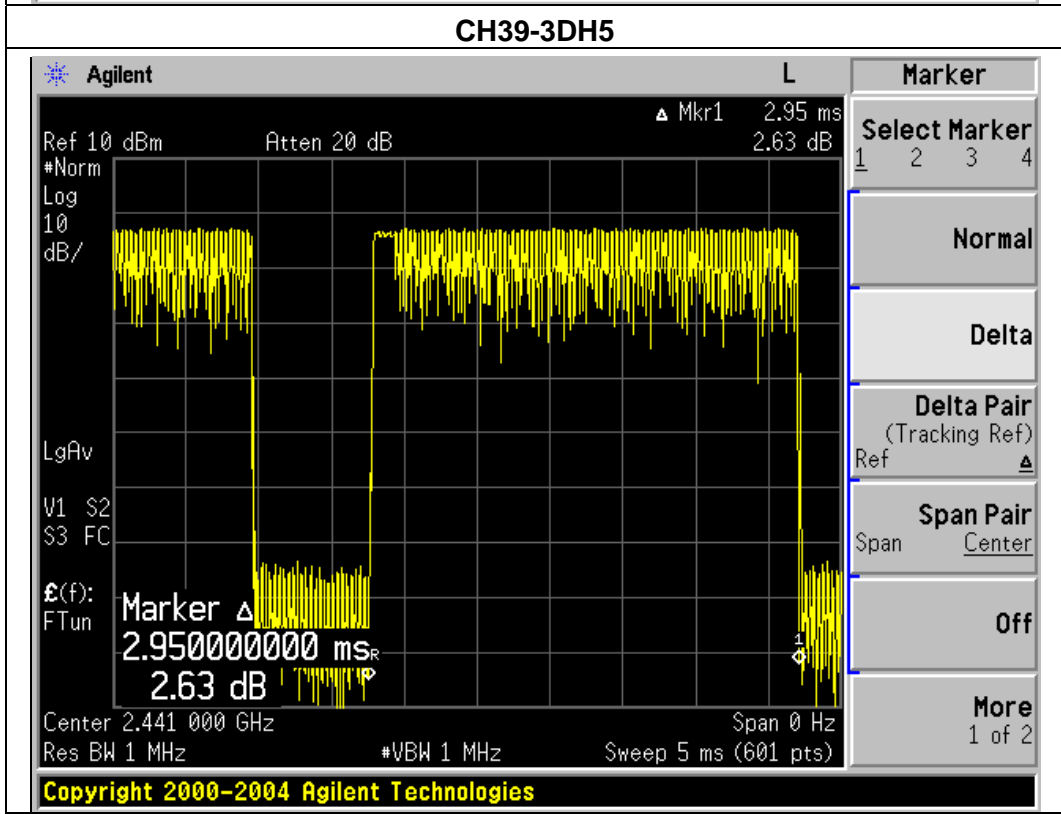 CH39-3DH5
Agilent L Marker
Δ Mkr1 2.95 ms
Ref 10 dBm Atten 20 dB 2.63 dB
#Norm
Log
10
dB/
LgAv
V1 S2
S3 FC
£(f):
FTun
Marker Δ
2.950000000 ms
2.63 dB
R
1
Center 2.441 000 GHz Span 0 Hz
Res BW 1 MHz #VBW 1 MHz Sweep 5 ms (601 pts)
Copyright 2000-2004 Agilent Technologies
Select Marker
1 2 3 4
Normal
Delta
Delta Pair
(Tracking Ref)
Ref Δ
Span Pair
Span Center
Off
More
1 of 2